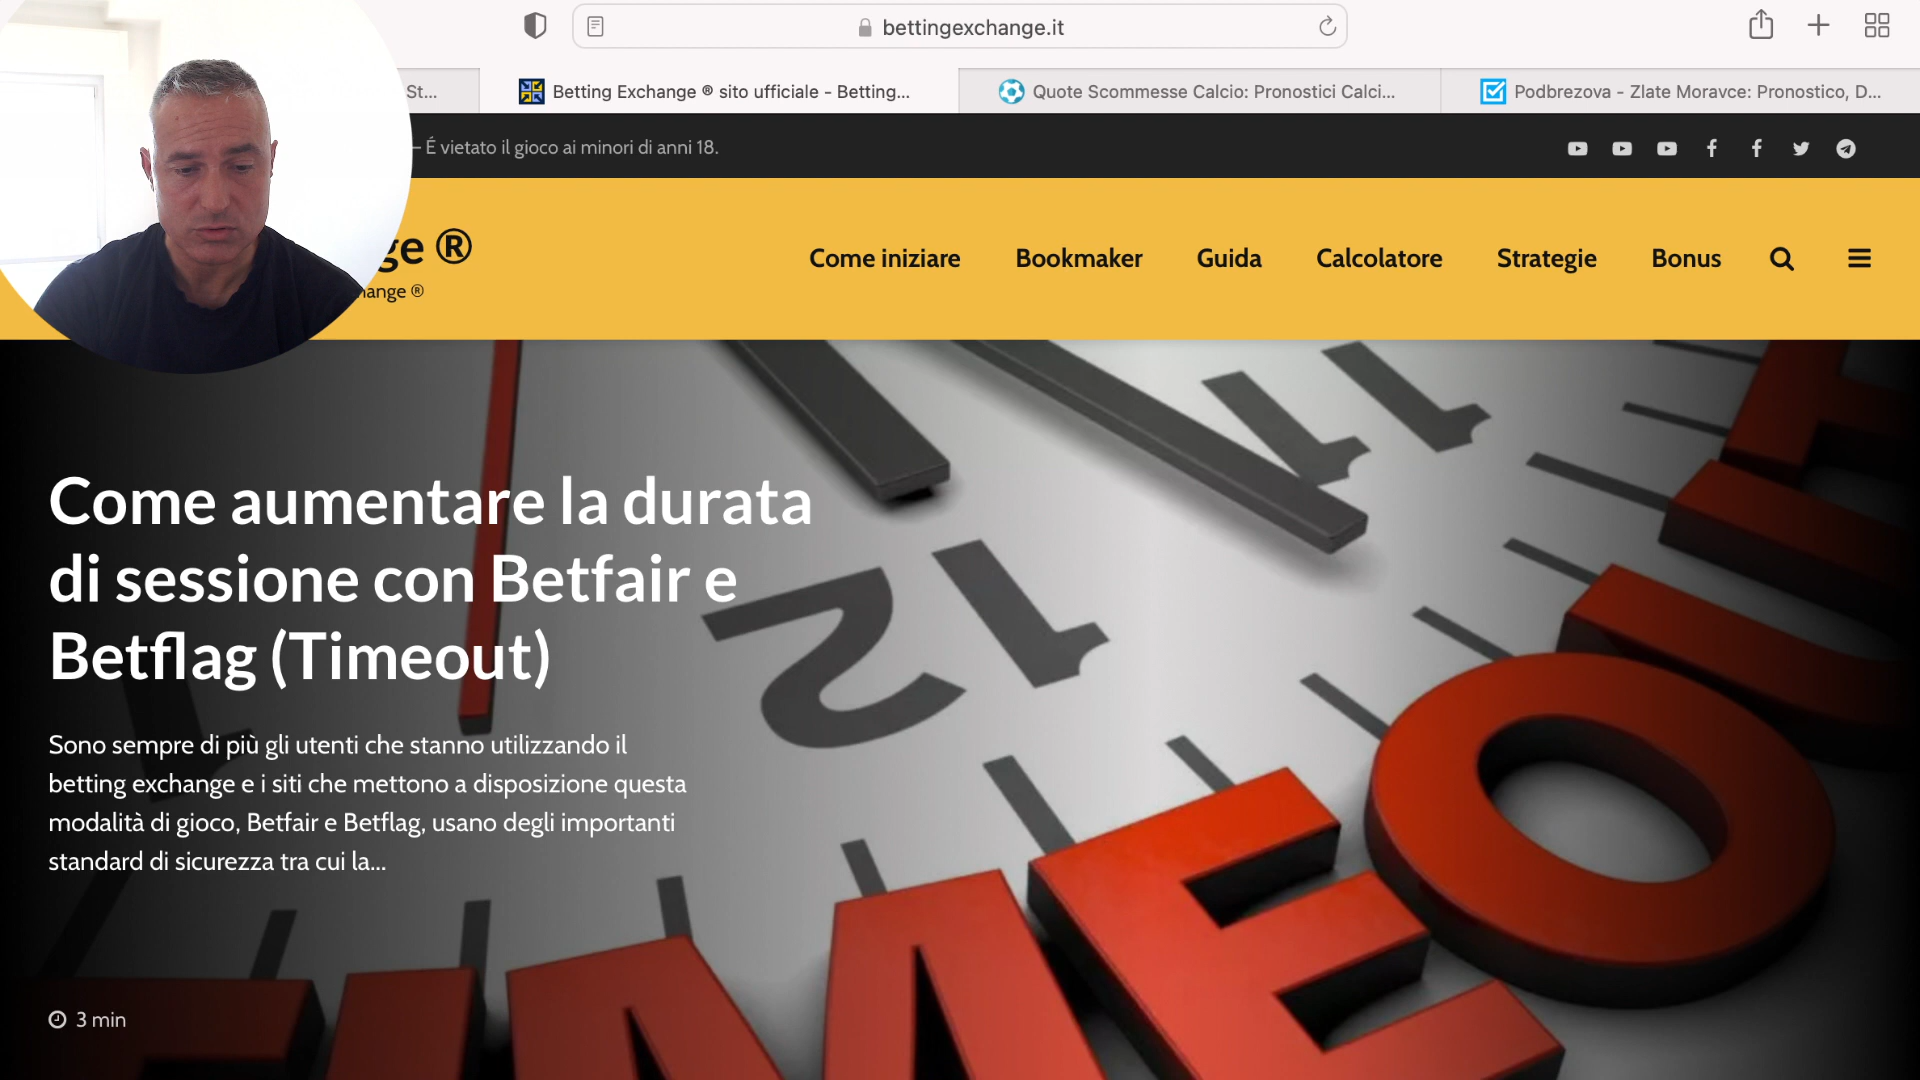 bettingexchange.it
St...
Betting Exchange ® sito ufficiale - Betting...
Quote Scommesse Calcio: Pronostici Calci...
Podbrezova - Zlate Moravce: Pronostico, D...
– É vietato il gioco ai minori di anni 18.
ge ®
Come iniziare
Bookmaker
Guida
Calcolatore
Strategie
Bonus
hange ®
11
12
Come aumentare la durata
di sessione con Betfair e
Betflag (Timeout)
Sono sempre di più gli utenti che stanno utilizzando il
betting exchange e i siti che mettono a disposizione questa
modalità di gioco, Betfair e Betflag, usano degli importanti
standard di sicurezza tra cui la...
TIMEOUT
3 min